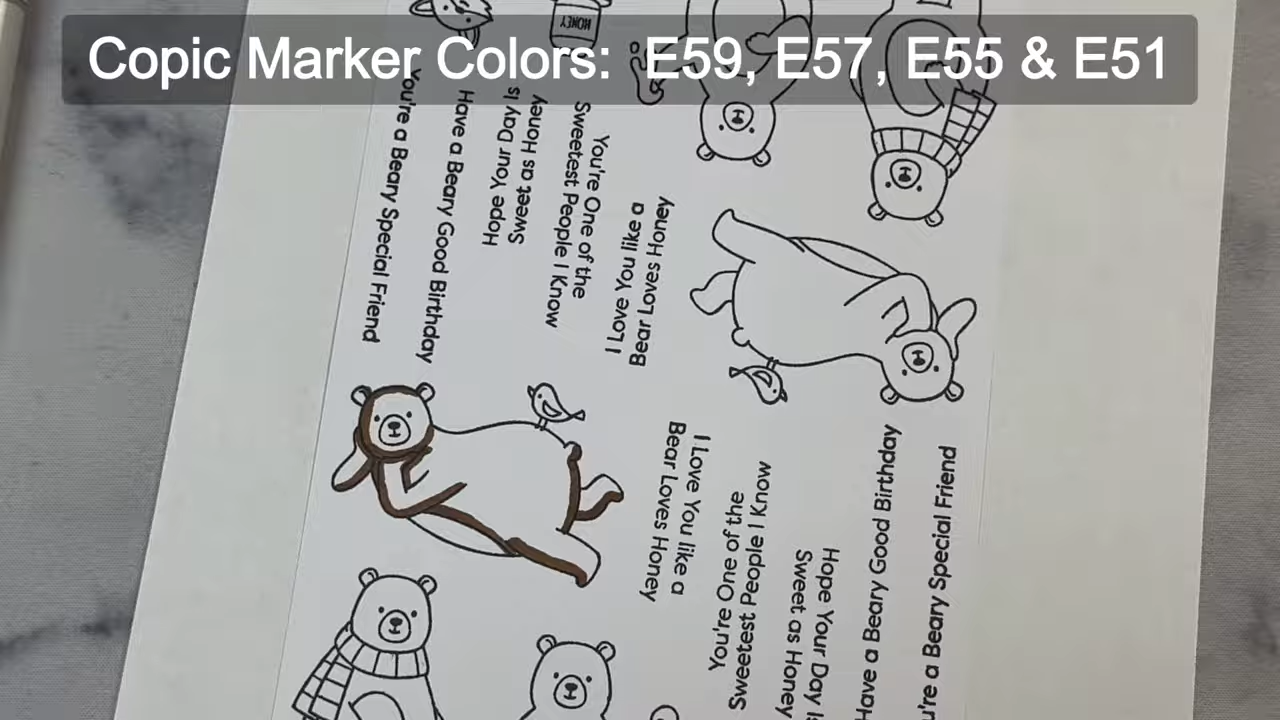 Copic Marker Colors: E59, E57, E55 & E51
HONEY
You're a Beary Special Friend
Have a Beary Good Birthday
Hope Your Day Is
Sweet as Honey
You're One of the
Sweetest People I Know
I Love You like a
Bear Loves Honey
I Love You like a
Bear Loves Honey
You're One of the
Sweetest People I Know
Hope Your Day
Sweet as Honey
Have a Beary Good Birthday
Beary Special Friend